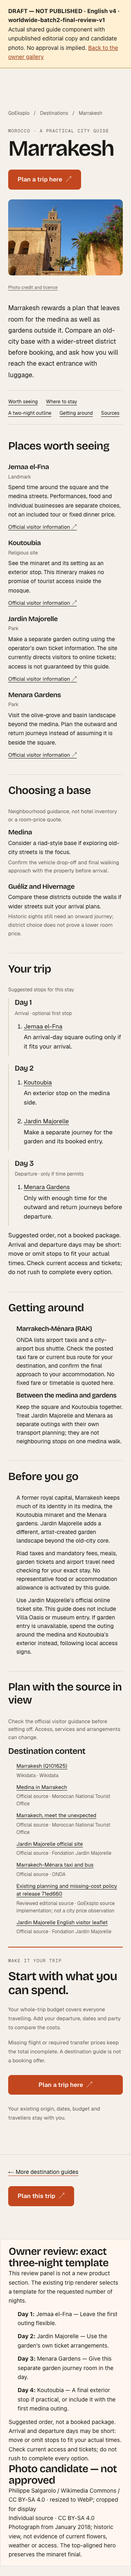 DRAFT — NOT PUBLISHED · English v4 ·
worldwide-batch2-final-review-v1
Actual shared guide component with
unpublished editorial copy and candidate
photo. No approval is implied. Back to the
owner gallery
GoEkspío / Destinations / Marrakesh
MOROCCO · A PRACTICAL CITY GUIDE
Marrakesh
Plan a trip here ↗
Photo credit and licence
Marrakesh rewards a plan that leaves
room for the medina as well as
gardens outside it. Compare an old-
city base with a wider-street district
before booking, and ask how you will
reach the exact entrance with
luggage.
Worth seeing Where to stay
A two-night outline Getting around Sources
Places worth seeing
Jemaa el-Fna
Landmark
Spend time around the square and the
medina streets. Performances, food and
individual businesses are separate choices,
not an included tour or fixed dinner price.
Official visitor information ↗
Koutoubia
Religious site
See the minaret and its setting as an
exterior stop. This itinerary makes no
promise of tourist access inside the
mosque.
Official visitor information ↗
Jardin Majorelle
Park
Make a separate garden outing using the
operator's own ticket information. The site
currently directs visitors to online tickets;
access is not guaranteed by this guide.
Official visitor information ↗
Menara Gardens
Park
Visit the olive-grove and basin landscape
beyond the medina. Plan the outward and
return journeys instead of assuming it is
beside the square.
Official visitor information ↗
Choosing a base
Neighbourhood guidance, not hotel inventory
or a room-price quote.
Medina
Consider a riad-style base if exploring old-
city streets is the focus.
Confirm the vehicle drop-off and final walking
approach with the property before arrival.
Guéliz and Hivernage
Compare these districts outside the walls if
wider streets suit your arrival plans.
Historic sights still need an onward journey;
district choice does not prove a lower room
price.
Your trip
Suggested stops for this stay
Day 1
Arrival · optional first stop
1. Jemaa el-Fna
An arrival-day square outing only if
it fits your arrival.
Day 2
1. Koutoubia
An exterior stop on the medina
side.
2. Jardin Majorelle
Make a separate journey for the
garden and its booked entry.
Day 3
Departure · only if time permits
1. Menara Gardens
Only with enough time for the
outward and return journeys before
departure.
Suggested order, not a booked package.
Arrival and departure days may be short:
move or omit stops to fit your actual
times. Check current access and tickets;
do not rush to complete every option.
Getting around
Marrakech-Ménara (RAK)
ONDA lists airport taxis and a city-
airport bus shuttle. Check the posted
taxi fare or current bus route for your
destination, and confirm the final
approach to your accommodation. No
fixed fare or timetable is quoted here.
Between the medina and gardens
Keep the square and Koutoubia together.
Treat Jardin Majorelle and Menara as
separate outings with their own
transport planning; they are not
neighbouring stops on one medina walk.
Before you go
A former royal capital, Marrakesh keeps
much of its identity in its medina, the
Koutoubia minaret and the Menara
gardens. Jardin Majorelle adds a
different, artist-created garden
landscape beyond the old-city core.
Riad taxes and mandatory fees, meals,
garden tickets and airport travel need
checking for your exact stay. No
representative food or accommodation
allowance is activated by this guide.
Use Jardin Majorelle's official online
ticket site. This guide does not include
Villa Oasis or museum entry. If garden
entry is unavailable, spend the outing
around the medina and Koutoubia's
exterior instead, following local access
signs.
Plan with the source in
view
Check the official visitor guidance before
setting off. Access, services and arrangements
can change.
Destination content
Marrakesh (Q101625)
Wikidata · Wikidata
Medina in Marrakech
Official source · Moroccan National Tourist
Office
Marrakech, meet the unexpected
Official source · Moroccan National Tourist
Office
Jardin Majorelle official site
Official source · Fondation Jardin Majorelle
Marrakech-Ménara taxi and bus
Official source · ONDA
Existing planning and missing-cost policy
at release 71ed660
Reviewed editorial source · GoEkspío source
implementation; not a city price observation
Jardin Majorelle English visitor leaflet
Official source · Fondation Jardin Majorelle
MAKE IT YOUR TRIP
Start with what you
can spend.
Your whole-trip budget covers everyone
travelling. Add your departure, dates and party
to compare the costs.
Missing flight or required transfer prices keep
the total incomplete. A destination guide is not
a booking offer.
Plan a trip here ↗
Your existing origin, dates, budget and
travellers stay with you.
← More destination guides
Plan this trip ↗
Owner review: exact
three-night template
This review panel is not a new product
section. The existing trip renderer selects
a template for the requested number of
nights.
Day 1: Jemaa el-Fna — Leave the first
outing flexible.
Day 2: Jardin Majorelle — Use the
garden's own ticket arrangements.
Day 3: Menara Gardens — Give this
separate garden journey room in the
day.
Day 4: Koutoubia — A final exterior
stop if practical, or include it with the
first medina outing.
Suggested order, not a booked package.
Arrival and departure days may be short:
move or omit stops to fit your actual times.
Check current access and tickets; do not
rush to complete every option.
Photo candidate — not
approved
Philippe Salgarolo / Wikimedia Commons /
CC BY-SA 4.0 · resized to WebP; cropped
for display
Individual source · CC BY-SA 4.0
Photograph from January 2018; historic
view, not evidence of current flowers,
weather or access. The top-aligned hero
preserves the minaret finial.